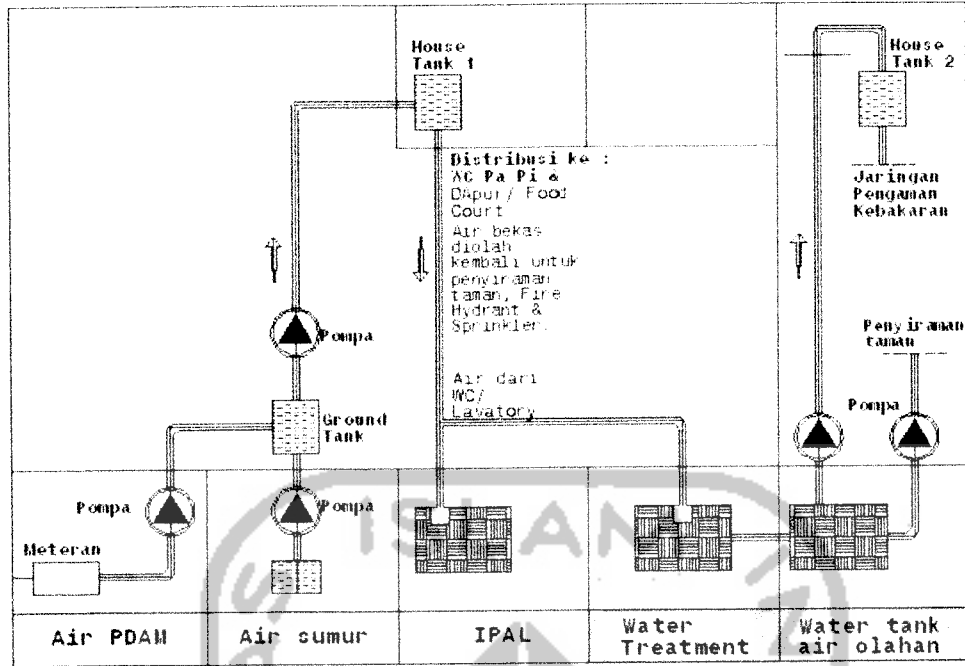 House
Tank 1
House
Tank 2
Distribusi ke :
WC Pa Pi &
DApur/ Food
Court
Air bekas
diolah
kembali untuk
penyiraman
taman, Fire
Hydrant &
Sprinkler.
Jaringan
Pengaman
Kebakaran
Pompa
Penyiraman
taman
Air dari
WC/
Lavatory
Ground
Tank
Pompa
Pompa
Pompa
Meteran
ISLAM
Air PDAM
Air sumur
IPAL
Water
Treatment
Water tank
air olahan